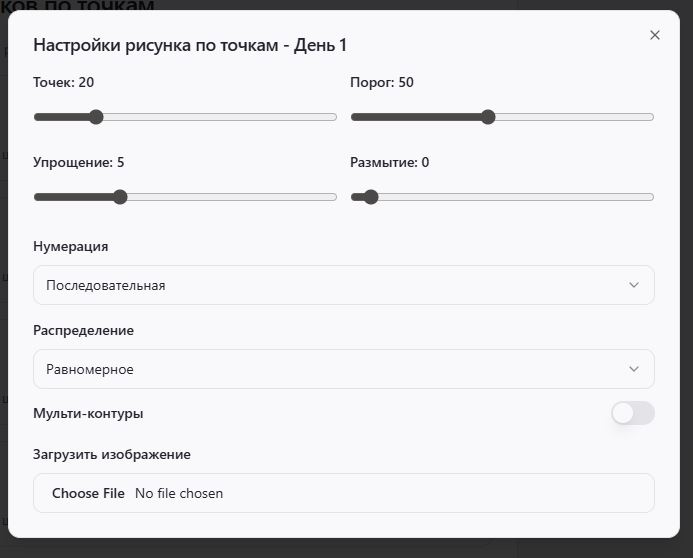 ков по точкам
Настройки рисунка по точкам - День 1
Точек: 20
Порог: 50
Упрощение: 5
Размытие: 0
Нумерация
Последовательная
Распределение
Равномерное
Мульти-контуры
Загрузить изображение
Choose File No file chosen